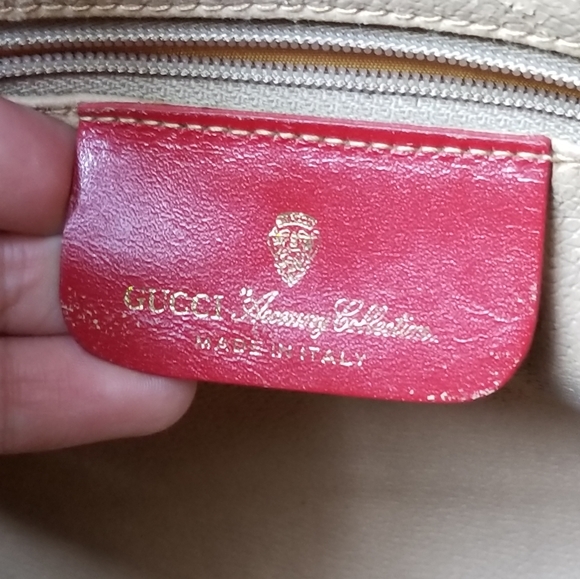 GUCCI "Accessory Collection"
MADE IN ITALY